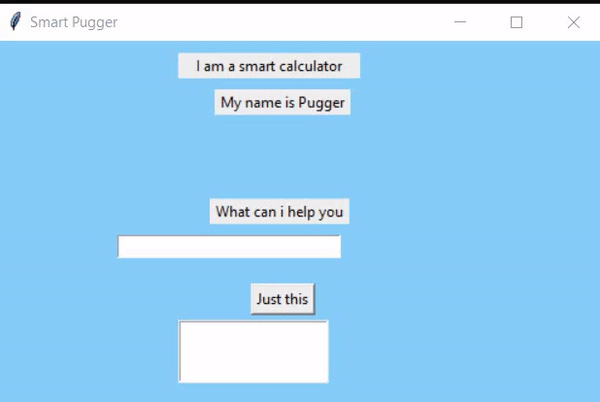 Smart Pugger
I am a smart calculator
My name is Pugger
What can i help you
Just this